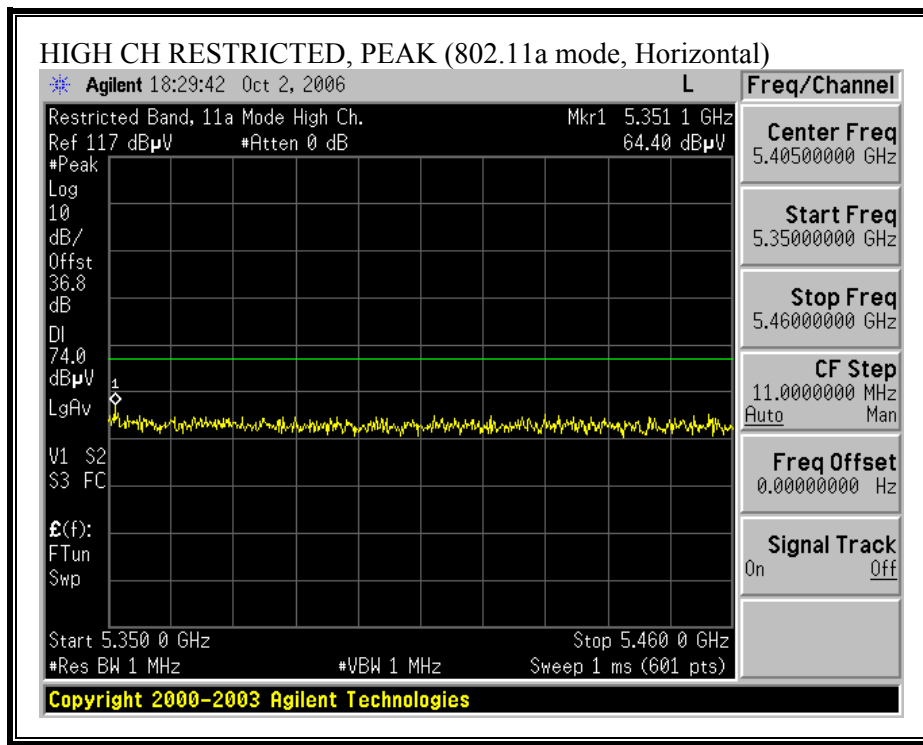 HIGH CH RESTRICTED, PEAK (802.11a mode, Horizontal)
Agilent 18:29:42 Oct 2, 2006 L
Restricted Band, 11a Mode High Ch. Mkr1 5.351 1 GHz
Ref 117 dBµV #Atten 0 dB 64.40 dBµV
#Peak
Log
10
dB/
Offst
36.8
dB
DI
74.0
dBµV
1
LgAv
V1 S2
S3 FC
£(f):
FTun
Swp
Start 5.350 0 GHz Stop 5.460 0 GHz
#Res BW 1 MHz #VBW 1 MHz Sweep 1 ms (601 pts)
Copyright 2000-2003 Agilent Technologies
Freq/Channel
Center Freq
5.40500000 GHz
Start Freq
5.35000000 GHz
Stop Freq
5.46000000 GHz
CF Step
11.0000000 MHz
Auto Man
Freq Offset
0.00000000 Hz
Signal Track
On Off